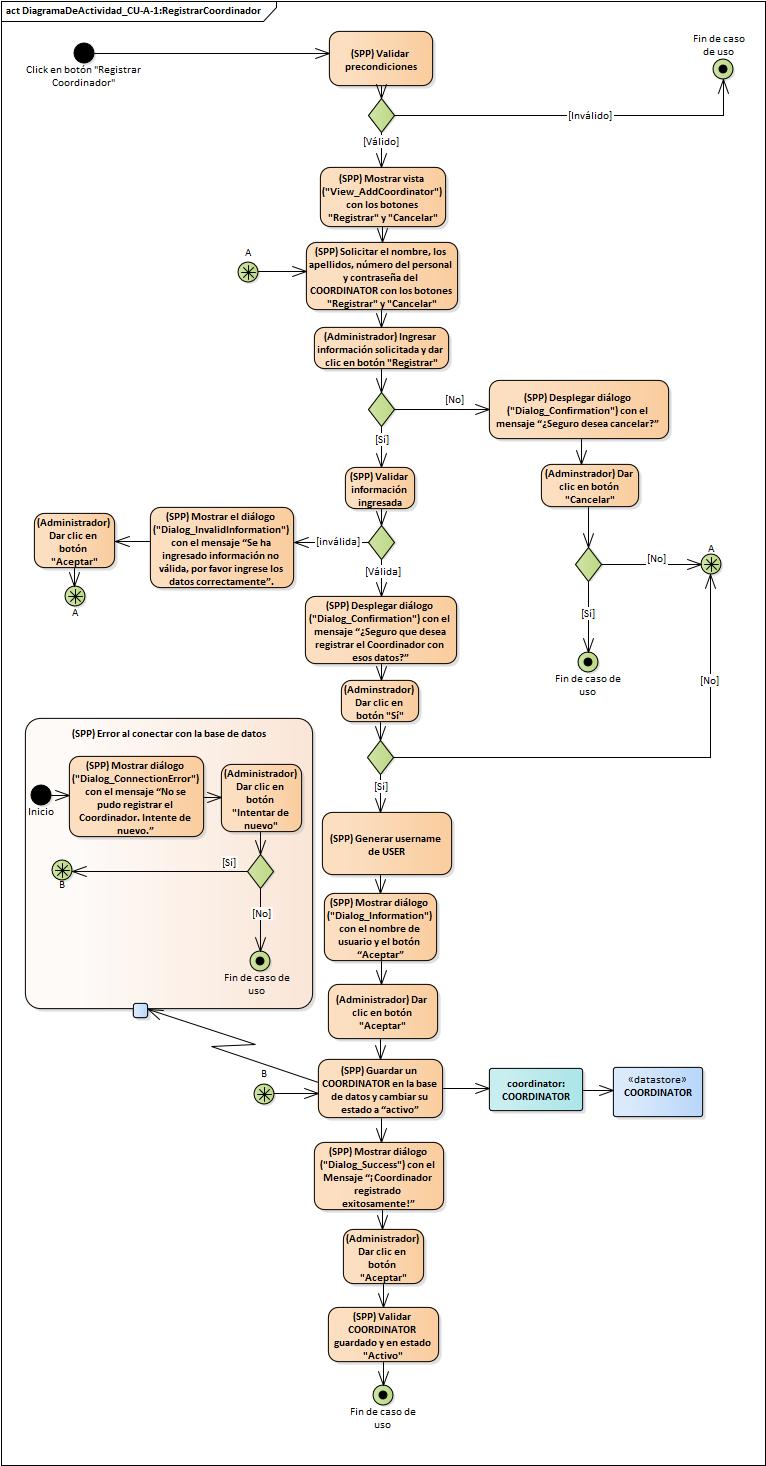 act DiagramaDeActividad_CU-A-1:RegistrarCoordinador
Click en botón "Registrar
Coordinador"
(SPP) Validar
precondiciones
Fin de caso
de uso
[Inválido]
[Válido]
(SPP) Mostrar vista
("View_AddCoordinator")
con los botones
"Registrar" y "Cancelar"
A
(SPP) Solicitar el nombre, los
apellidos, número del personal
y contraseña del
COORDINATOR con los botones
"Registrar" y "Cancelar"
(Administrador) Ingresar
información solicitada y dar
clic en botón "Registrar"
[No]
(SPP) Desplegar diálogo
("Dialog_Confirmation") con el
mensaje “¿Seguro desea cancelar?”
[Sí]
(SPP) Validar
información
ingresada
(Adminstrador) Dar
clic en botón
"Cancelar"
(Administrador)
Dar clic en
botón
"Aceptar"
A
(SPP) Mostrar el diálogo
("Dialog_InvalidInformation")
con el mensaje “Se ha
ingresado información no
válida, por favor ingrese los
datos correctamente”.
[inválida]
[Válida]
[No]
A
[Sí]
Fin de caso de
uso
(SPP) Desplegar diálogo
("Dialog_Confirmation") con el
mensaje “¿Seguro que desea
registrar el Coordinador con
esos datos?”
(Adminstrador)
Dar clic en
botón "Sí"
[No]
[Sí]
(SPP) Error al conectar con la base de datos
Inicio
(SPP) Mostrar diálogo
("Dialog_ConnectionError")
con el mensaje “No se
pudo registrar el
Coordinador. Intente de
nuevo.”
(Administrador)
Dar clic en
botón
"Intentar de
nuevo"
[Sí]
B
[No]
Fin de caso de
uso
(SPP) Generar username
de USER
(SPP) Mostrar diálogo
("Dialog_Information")
con el nombre de
usuario y el botón
“Aceptar”
(Administrador) Dar
clic en botón
"Aceptar"
B
(SPP) Guardar un
COORDINATOR en la base
de datos y cambiar su
estado a “activo”
coordinator:
COORDINATOR
«datastore»
COORDINATOR
(SPP) Mostrar diálogo
("Dialog_Success") con el
Mensaje “¡Coordinador
registrado
exitosamente!”
(Administrador)
Dar clic en
botón
"Aceptar"
(SPP) Validar
COORDINATOR
guardado y en estado
"Activo"
Fin de caso de
uso